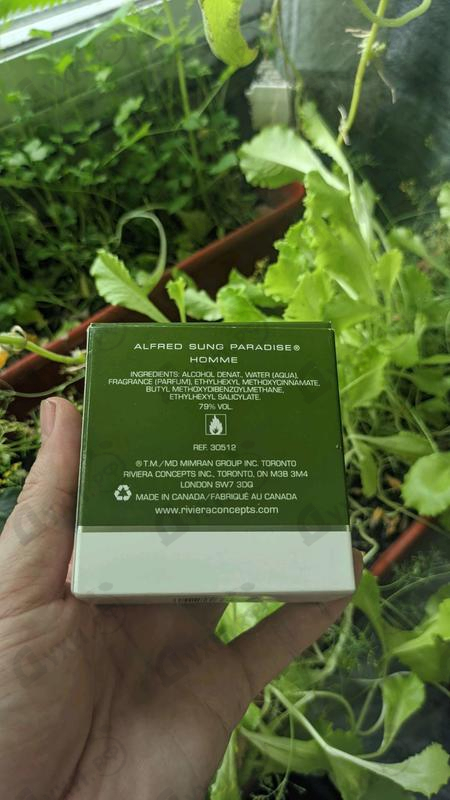 ALFRED SUNG PARADISE®
HOMME
INGREDIENTS: ALCOHOL DENAT., WATER (AQUA),
FRAGRANCE (PARFUM), ETHYLHEXYL METHOXYCINNAMATE,
BUTYL METHOXYDIBENZOYLMETHANE,
ETHYLHEXYL SALICYLATE.
79% VOL.
REF. 30512
® T.M./MD MIMRAN GROUP INC. TORONTO
RIVIERA CONCEPTS INC., TORONTO, ON M3B 3M4
LONDON SW7 3DQ
MADE IN CANADA/FABRIQUÉ AU CANADA
www.rivieraconcepts.com